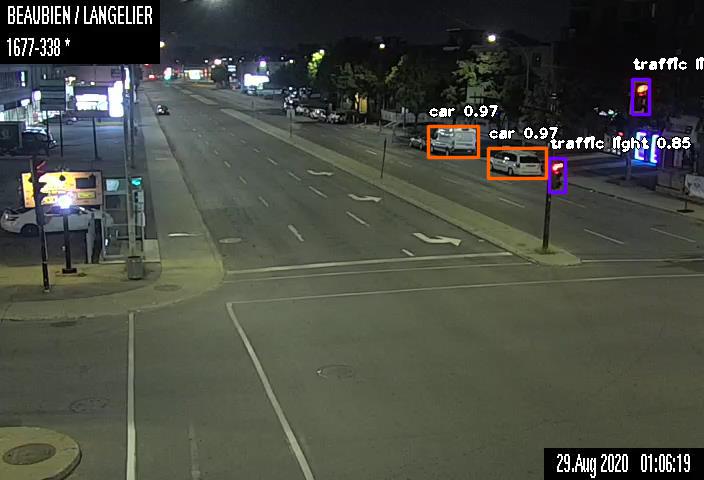 BEAUBIEN / LANGELIER
1677-338 *
traffic li
car 0.97
car 0.97
traffic light 0.85
29.Aug 2020 01:06:19